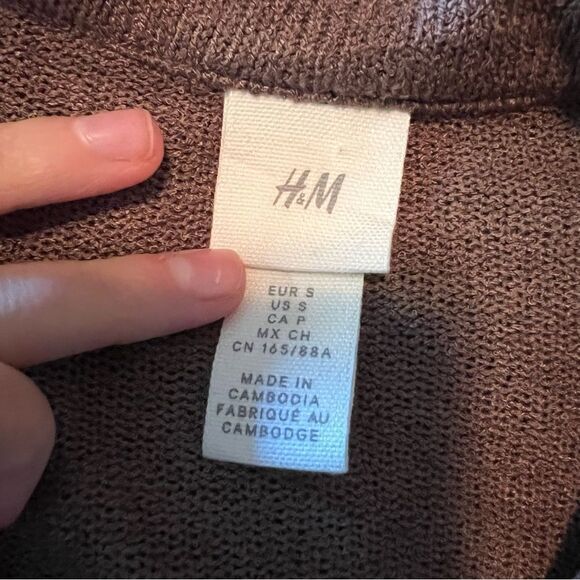 H&M
EUR S
US S
CA P
MX CH
CN 165/88A
MADE IN
CAMBODIA
FABRIQUÉ AU
CAMBODGE